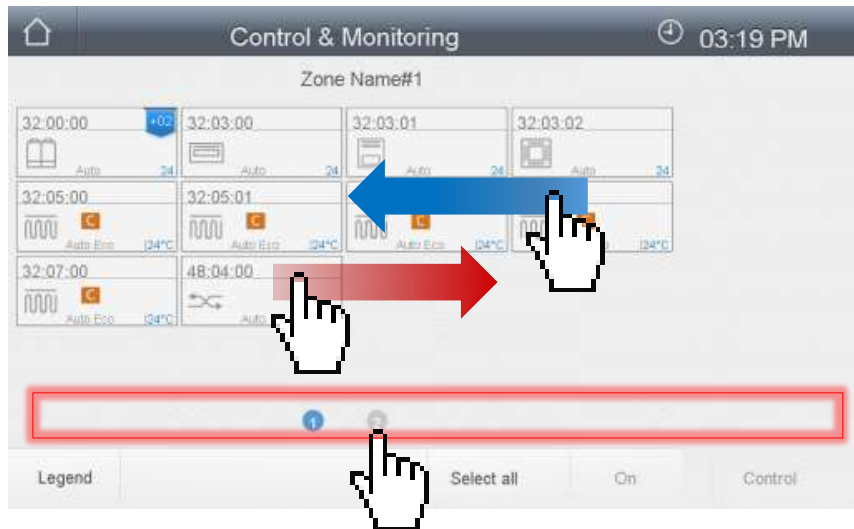 Control & Monitoring
03:19 PM
Zone Name#1
32:00:00 +02 32:03:00 32:03:01 32:03:02
Auto 24 Auto 24 Auto 24 Auto 24
32:05:00 32:05:01
C C C
Auto Eco 24°C Auto Eco 24°C Auto Eco 24°C 24°C
32:07:00 48:04:00
C
Auto Eco 24°C Auto
1
Legend Select all On Control